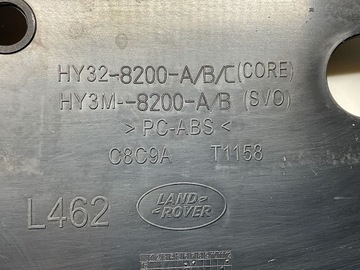 HY32-8200-A/B/C (CORE)
HY3M--8200-A/B (S/O)
> PC-ABS <
C8C9A T1158
L462
LAND
ROVER